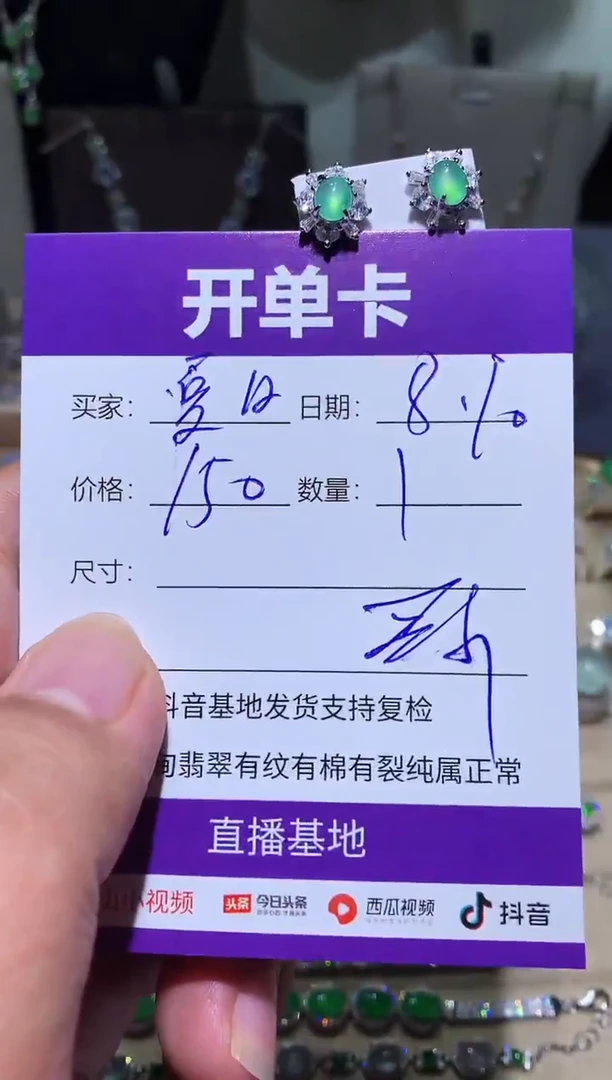 开单卡
买家: 夏日 日期: 8.10
价格: 150 数量: 1
尺寸:
抖音基地发货支持复检
翡翠有纹有棉有裂纯属正常
直播基地
小视频 头条 今日头条 西瓜视频 抖音